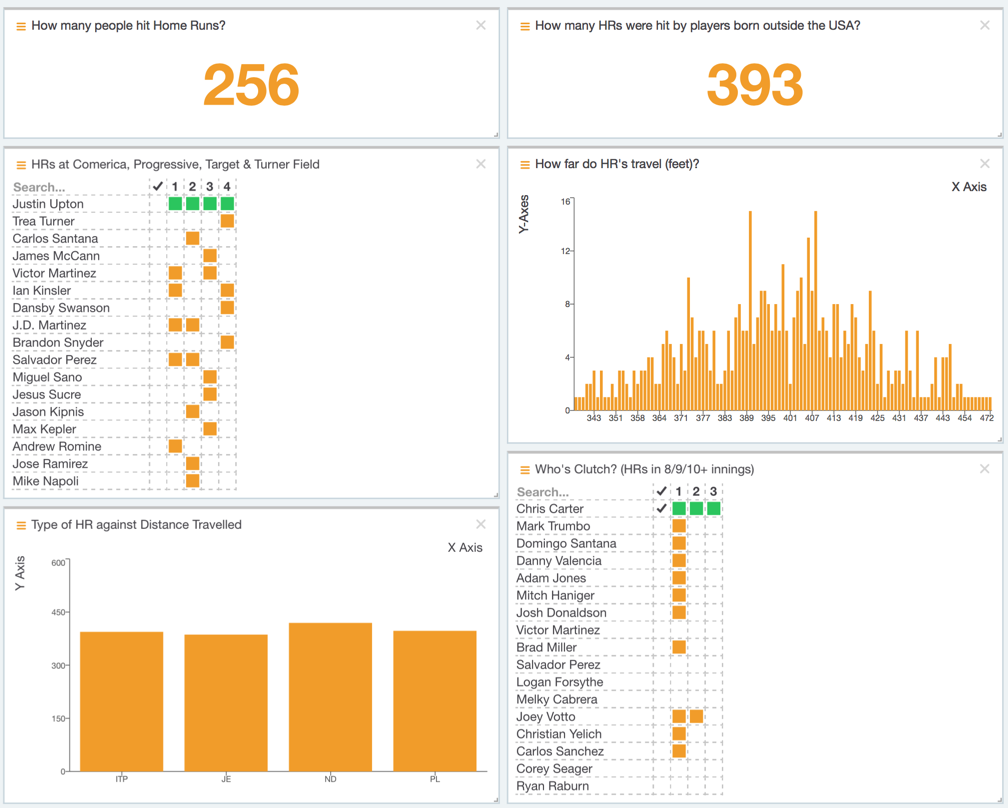 How many people hit Home Runs?
256
How many HRs were hit by players born outside the USA?
393
HRs at Comerica, Progressive, Target & Turner Field
Search... ✓ 1 2 3 4
Justin Upton
Trea Turner
Carlos Santana
James McCann
Victor Martinez
Ian Kinsler
Dansby Swanson
J.D. Martinez
Brandon Snyder
Salvador Perez
Miguel Sano
Jesus Sucre
Jason Kipnis
Max Kepler
Andrew Romine
Jose Ramirez
Mike Napoli
How far do HR's travel (feet)?
X Axis
Y-Axes
16
12
8
4
0
343 351 358 364 371 377 383 389 395 401 407 413 419 425 431 437 443 454 472
Type of HR against Distance Travelled
X Axis
Y Axis
600
450
300
150
0
ITP JE ND PL
Who's Clutch? (HRs in 8/9/10+ innings)
Search... ✓ 1 2 3
Chris Carter ✓
Mark Trumbo
Domingo Santana
Danny Valencia
Adam Jones
Mitch Haniger
Josh Donaldson
Victor Martinez
Brad Miller
Salvador Perez
Logan Forsythe
Melky Cabrera
Joey Votto
Christian Yelich
Carlos Sanchez
Corey Seager
Ryan Raburn